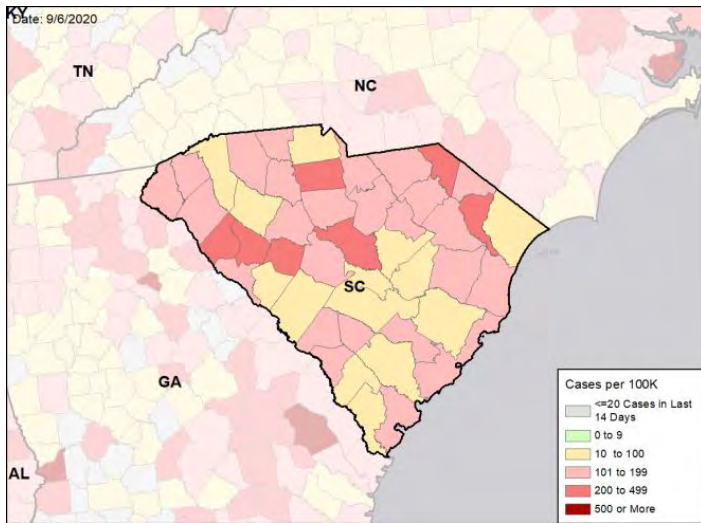 KY
Date: 9/6/2020
TN
NC
SC
GA
AL
Cases per 100K
<=20 Cases in Last
14 Days
0 to 9
10 to 100
101 to 199
200 to 499
500 or More